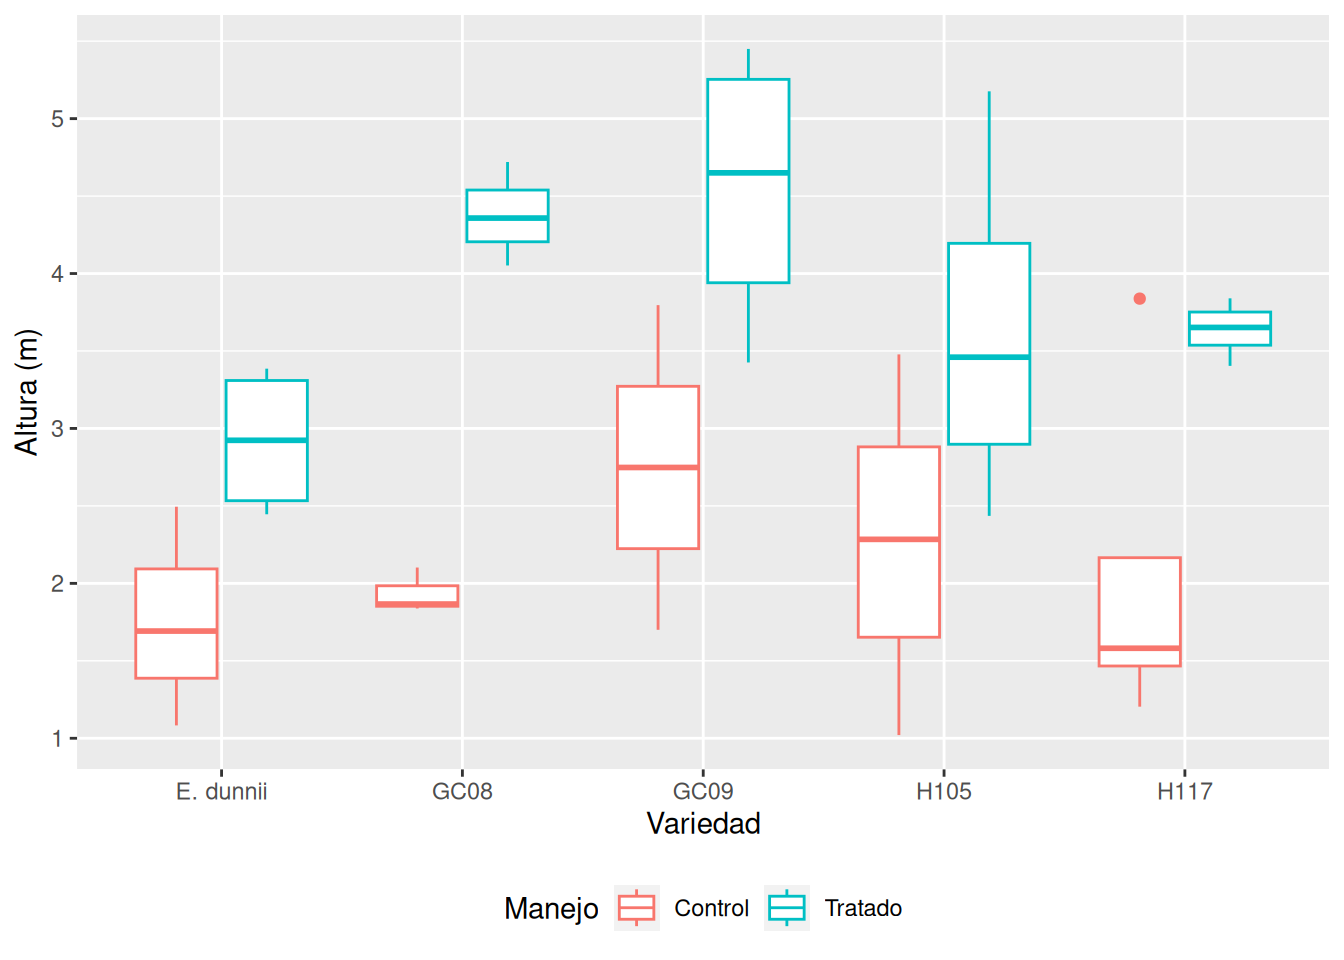 5
4
3
2
1
Altura (m)
E. dunnii GC08 GC09 H105 H117
Variedad
Manejo Control Tratado